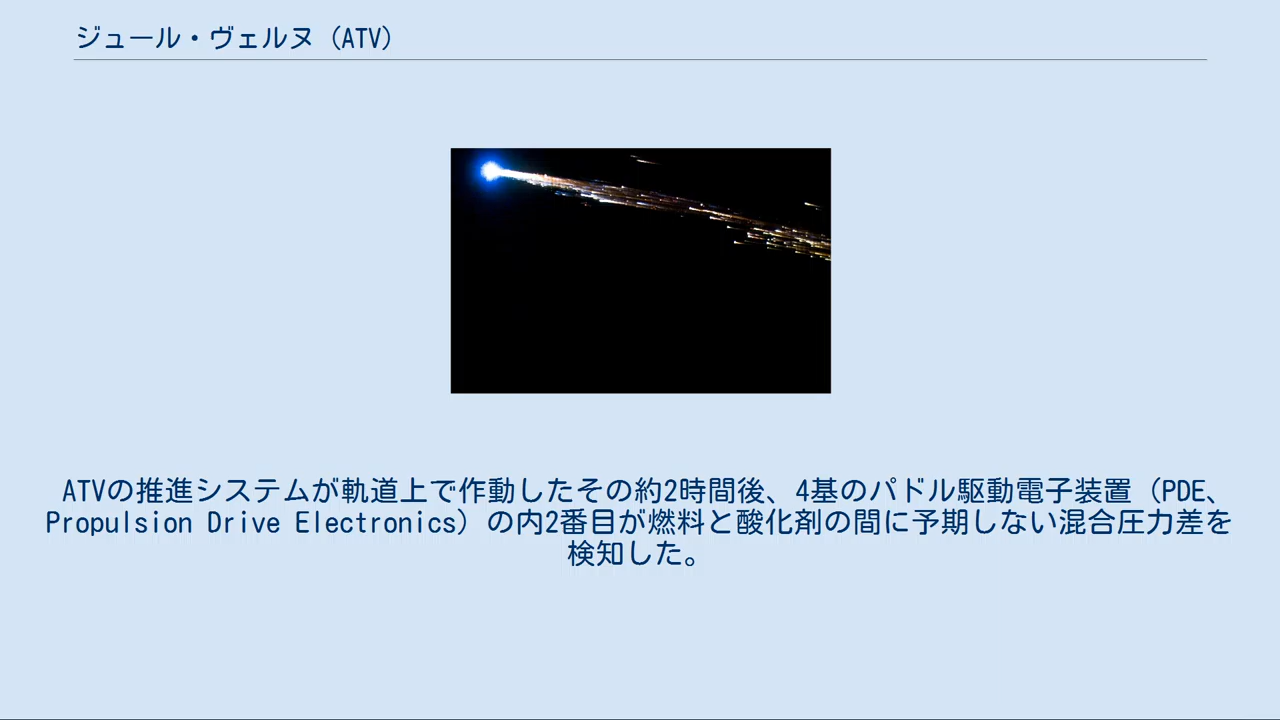 ジュール・ヴェルヌ（ATV）
ATVの推進システムが軌道上で作動したその約2時間後、4基のパドル駆動電子装置（PDE、
Propulsion Drive Electronics）の内2番目が燃料と酸化剤の間に予期しない混合圧力差を
検知した。